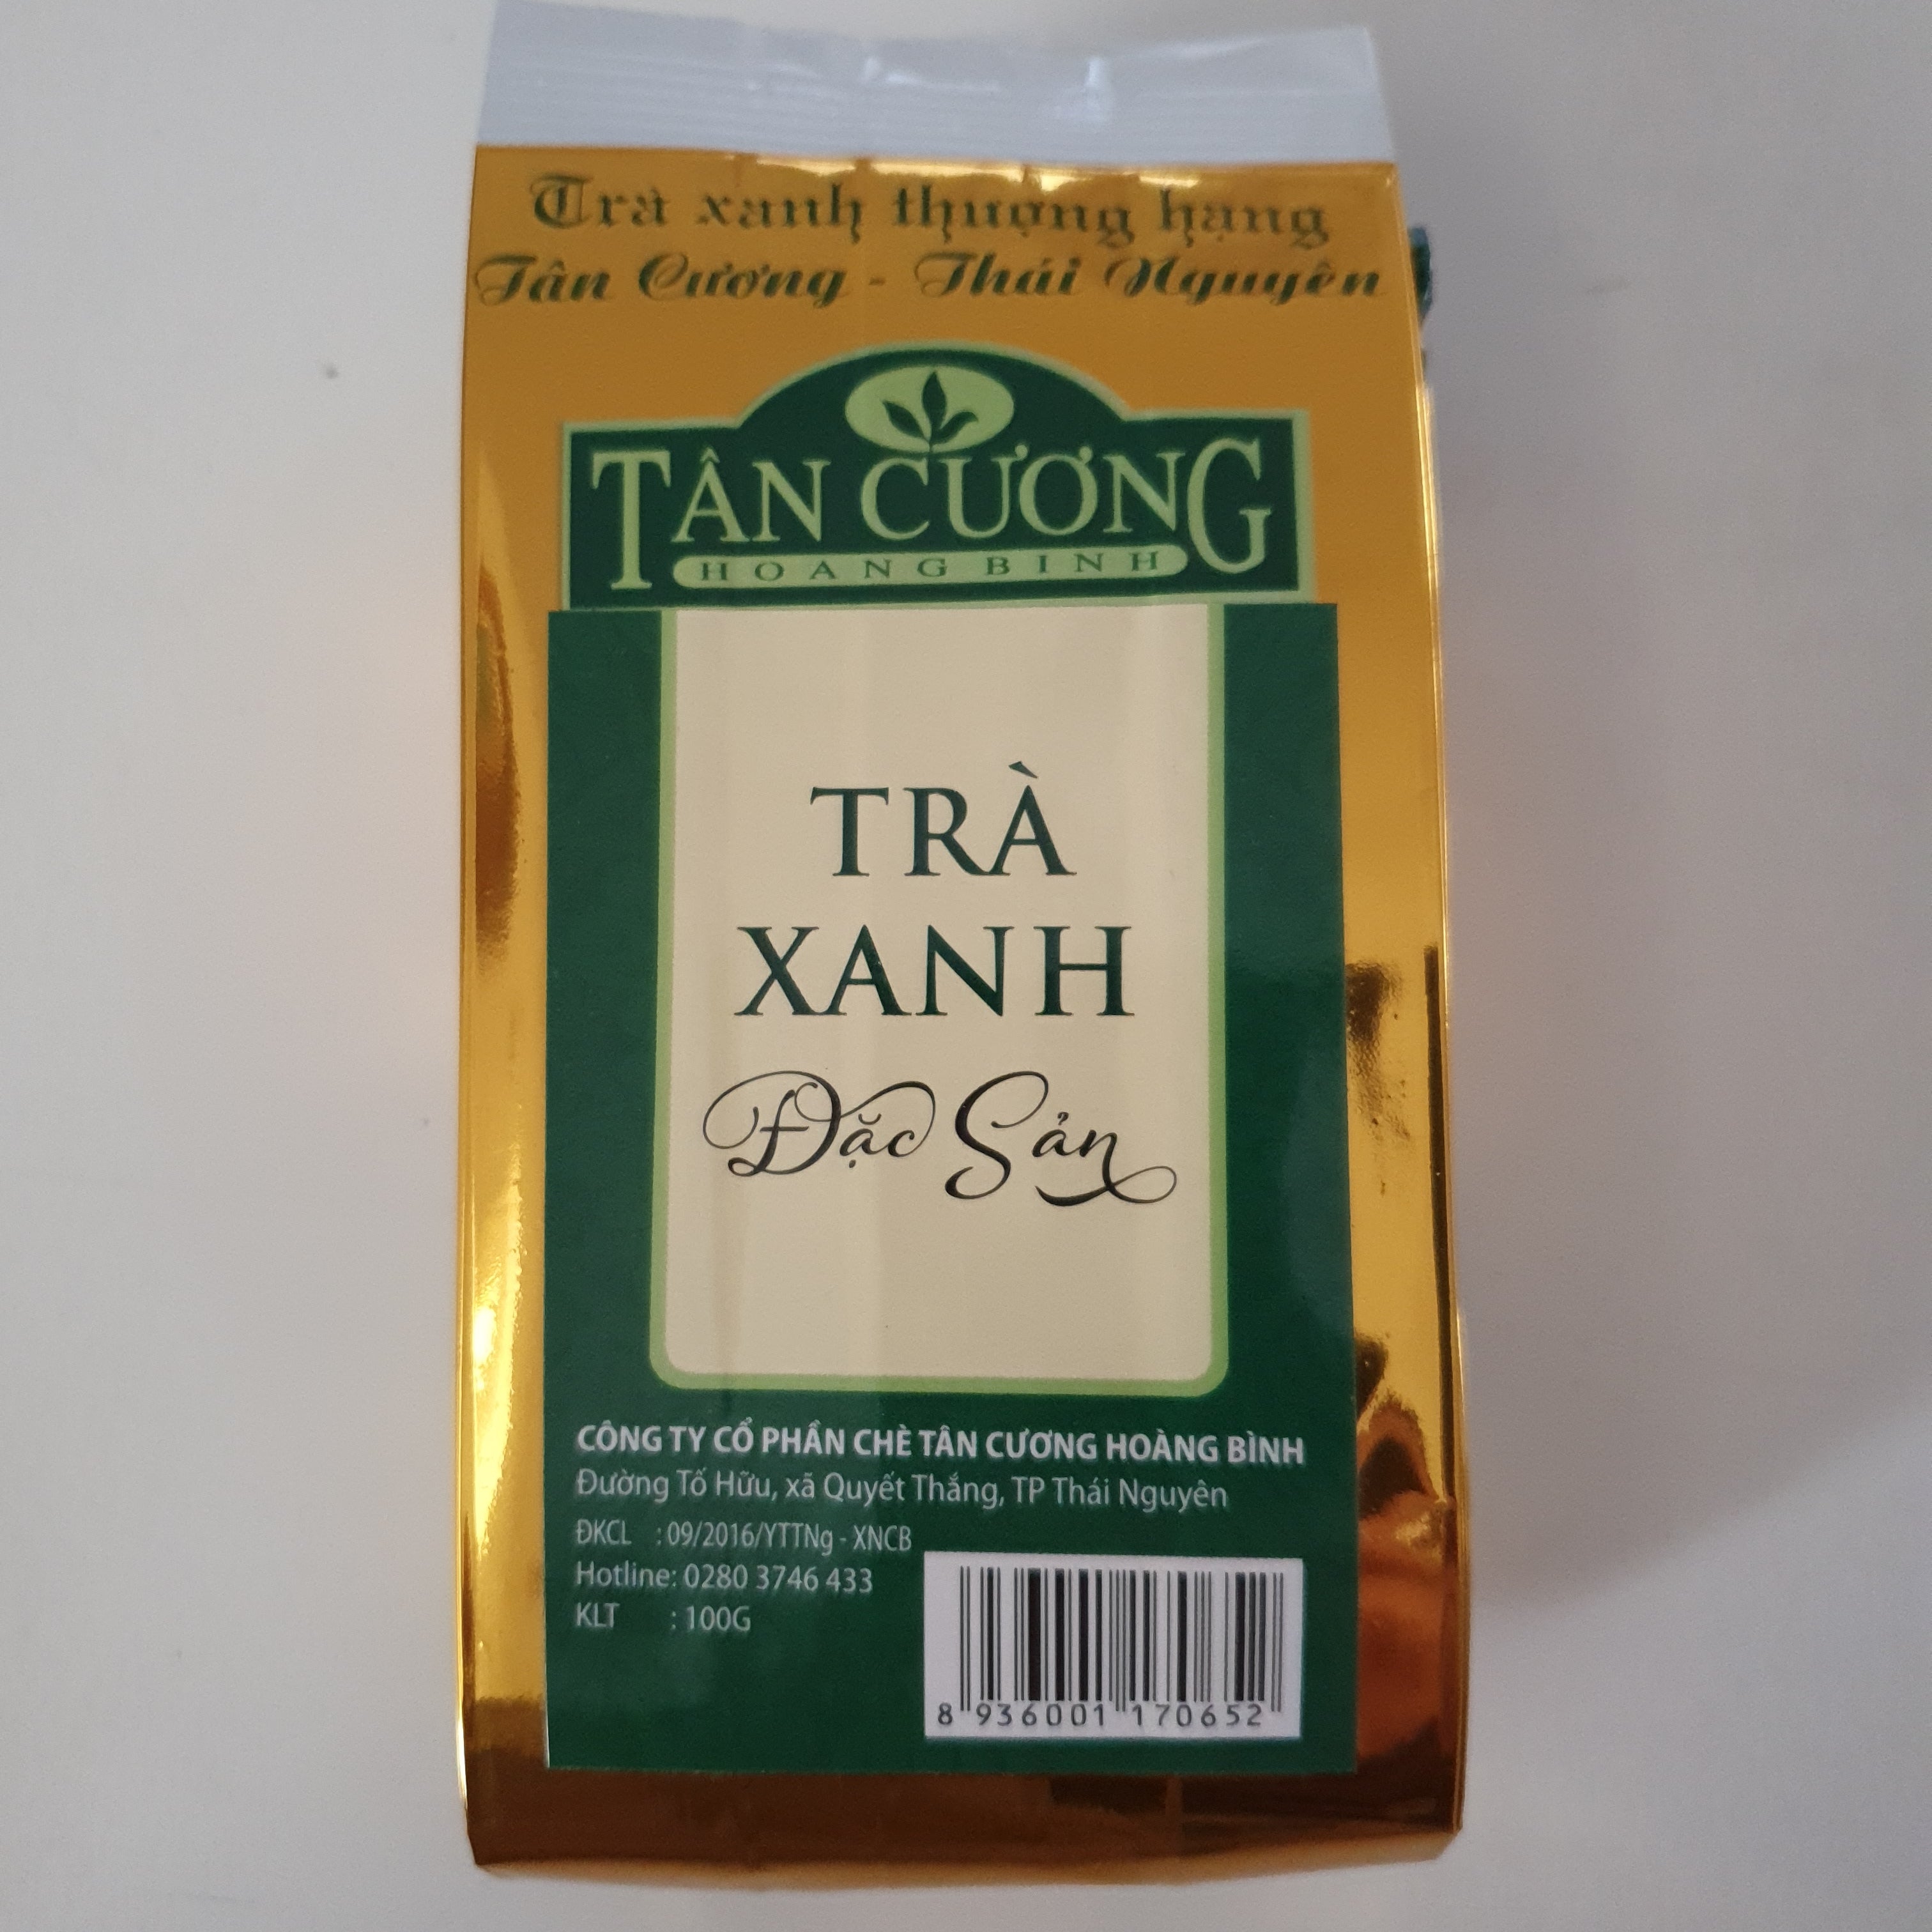 Trà xanh thượng hạng
Tân Cương - Thái Nguyên
TÂN CƯƠNG
HOANG BINH
TRÀ
XANH
Đặc Sản
CÔNG TY CỔ PHẦN CHÈ TÂN CƯƠNG HOÀNG BÌNH
Đường Tố Hữu, xã Quyết Thắng, TP Thái Nguyên
ĐKCL : 09/2016/YTTNg - XNCB
Hotline: 0280 3746 433
KLT : 100G
8 936001 170652